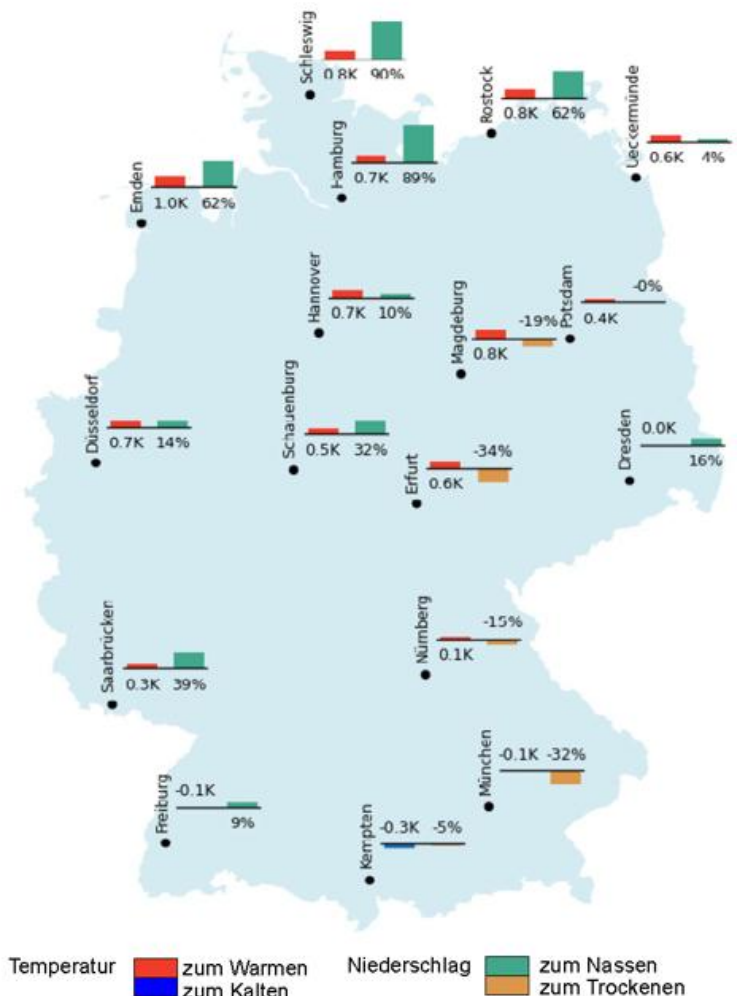 Schleswig
0.8K 90%
Rostock
0.8K 62%
Ueckermünde
0.6K 4%
Hamburg
0.7K 89%
Emden
1.0K 62%
Hannover
0.7K 10%
Magdeburg
-19%
0.8K
Potsdam
-0%
0.4K
Düsseldorf
0.7K 14%
Schauenburg
0.5K 32%
Erfurt
-34%
0.6K
Dresden
0.0K
16%
Saarbrücken
0.3K 39%
Nürnberg
-15%
0.1K
München
-0.1K -32%
Freiburg
-0.1K
9%
Kempten
-0.3K -5%
Temperatur
zum Warmen
zum Kalten
Niederschlag
zum Nassen
zum Trockenen